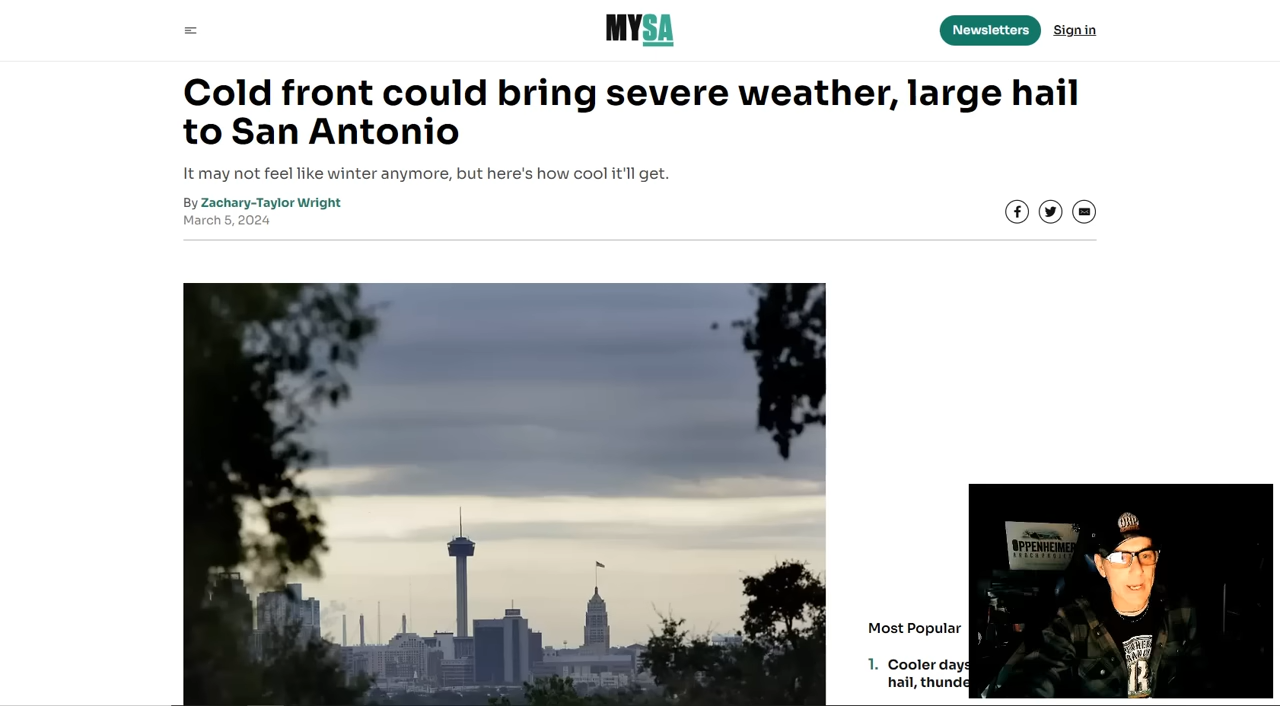 MYSA
Newsletters
Sign in
Cold front could bring severe weather, large hail
to San Antonio
It may not feel like winter anymore, but here's how cool it'll get.
By Zachary-Taylor Wright
March 5, 2024
Most Popular
1. Cooler days
hail, thunde
OPPENHEIMER